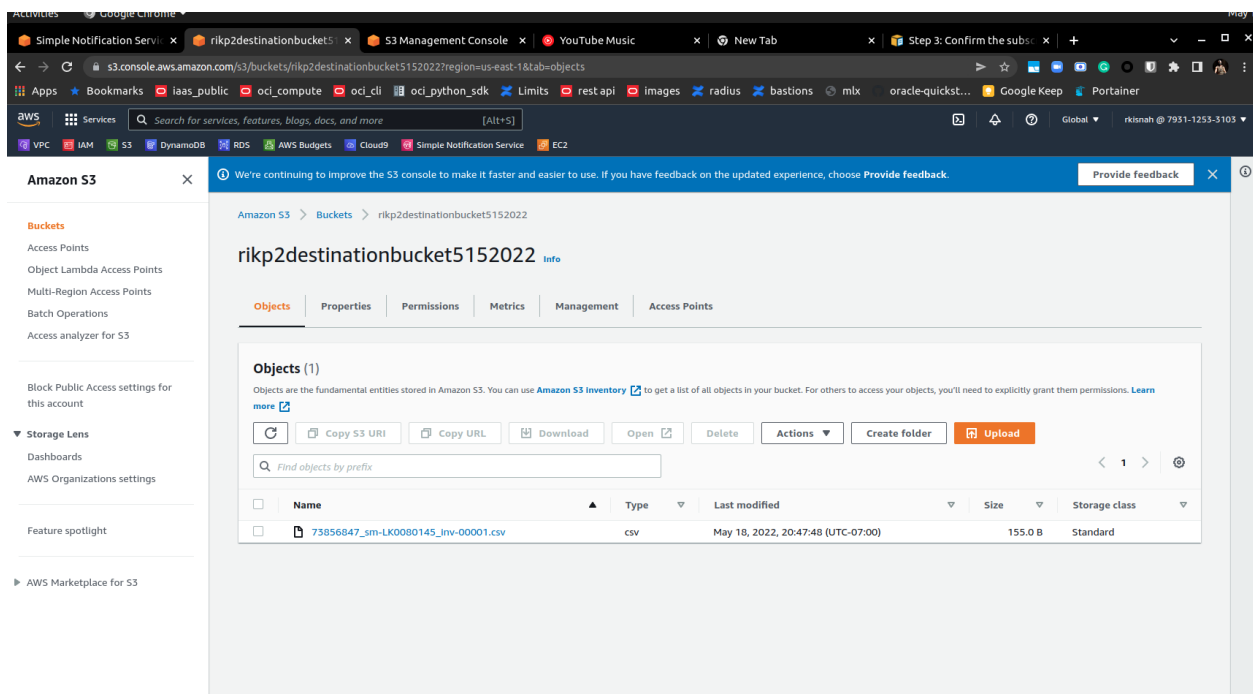 Activities Google Chrome May
Simple Notification Servic rikp2destinationbucket51 S3 Management Console YouTube Music New Tab Step 3: Confirm the subsc
s3.console.aws.amazon.com/s3/buckets/rikp2destinationbucket5152022?region=us-east-1&tab=objects
Apps Bookmarks iaas_public oci_compute oci_cli oci_python_sdk Limits rest api images radius bastions mlx oracle-quickst... Google Keep Portainer
aws Services Search for services, features, blogs, docs, and more [Alt+S] Global rkisnah @ 7931-1253-3103
VPC IAM S3 DynamoDB RDS AWS Budgets Cloud9 Simple Notification Service EC2
Amazon S3
Buckets
Access Points
Object Lambda Access Points
Multi-Region Access Points
Batch Operations
Access analyzer for S3
Block Public Access settings for
this account
Storage Lens
Dashboards
AWS Organizations settings
Feature spotlight
AWS Marketplace for S3
We're continuing to improve the S3 console to make it faster and easier to use. If you have feedback on the updated experience, choose Provide feedback. Provide feedback
Amazon S3 > Buckets > rikp2destinationbucket5152022
rikp2destinationbucket5152022 Info
Objects Properties Permissions Metrics Management Access Points
Objects (1)
Objects are the fundamental entities stored in Amazon S3. You can use Amazon S3 inventory to get a list of all objects in your bucket. For others to access your objects, you'll need to explicitly grant them permissions. Learn
more
Copy S3 URI Copy URL Download Open Delete Actions Create folder Upload
Find objects by prefix 1
Name Type Last modified Size Storage class
73856847_sm-LK0080145_Inv-00001.csv csv May 18, 2022, 20:47:48 (UTC-07:00) 155.0 B Standard